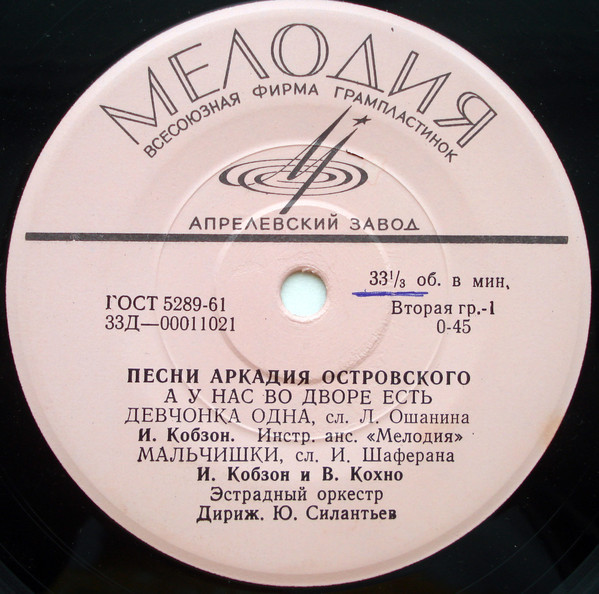 МЕЛОДИЯ
ВСЕСОЮЗНАЯ ФИРМА ГРАМПЛАСТИНОК
АПРЕЛЕВСКИЙ ЗАВОД
33⅓ об. в мин.
ГОСТ 5289-61
Вторая гр.-1
33Д—00011021
0-45
ПЕСНИ АРКАДИЯ ОСТРОВСКОГО
А У НАС ВО ДВОРЕ ЕСТЬ
ДЕВЧОНКА ОДНА, сл. Л. Ошанина
И. Кобзон. Инстр. анс. «Мелодия»
МАЛЬЧИШКИ, сл. И. Шаферана
И. Кобзон и В. Кохно
Эстрадный оркестр
Дириж. Ю. Силантьев